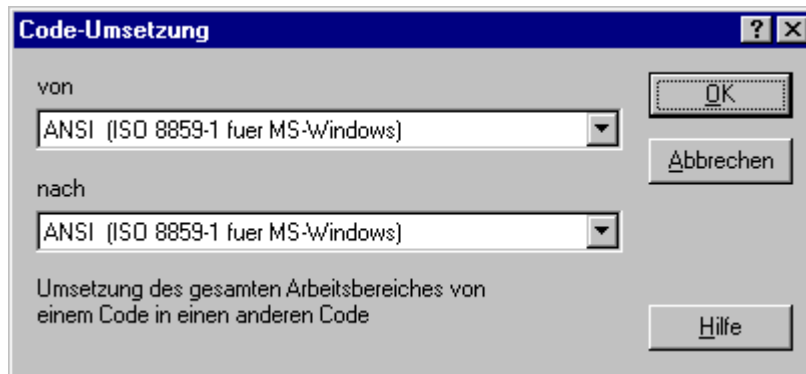 Code-Umsetzung
von
ANSI (ISO 8859-1 fuer MS-Windows)
nach
ANSI (ISO 8859-1 fuer MS-Windows)
Umsetzung des gesamten Arbeitsbereiches von
einem Code in einen anderen Code
OK
Abbrechen
Hilfe